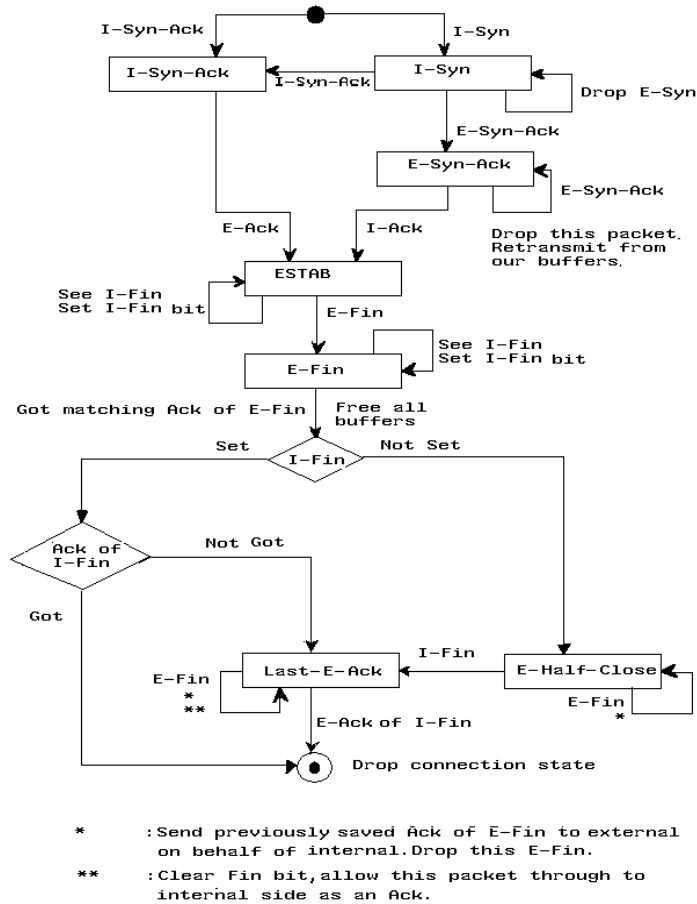 I-Syn-Ack
I-Syn
I-Syn-Ack
I-Syn-Ack
I-Syn
Drop E-Syn
E-Syn-Ack
E-Syn-Ack
E-Syn-Ack
E-Ack
I-Ack
Drop this packet.
Retransmit from
our buffers.
ESTAB
See I-Fin
Set I-Fin bit
E-Fin
See I-Fin
Set I-Fin bit
E-Fin
Got matching Ack of E-Fin
Free all
buffers
Set
I-Fin
Not Set
Ack of
I-Fin
Not Got
Got
Last-E-Ack
I-Fin
E-Half-Close
E-Fin
*
**
E-Fin
*
E-Ack of I-Fin
Drop connection state
* :Send previously saved Ack of E-Fin to external
on behalf of internal.Drop this E-Fin.
** :Clear Fin bit,allow this packet through to
internal side as an Ack.